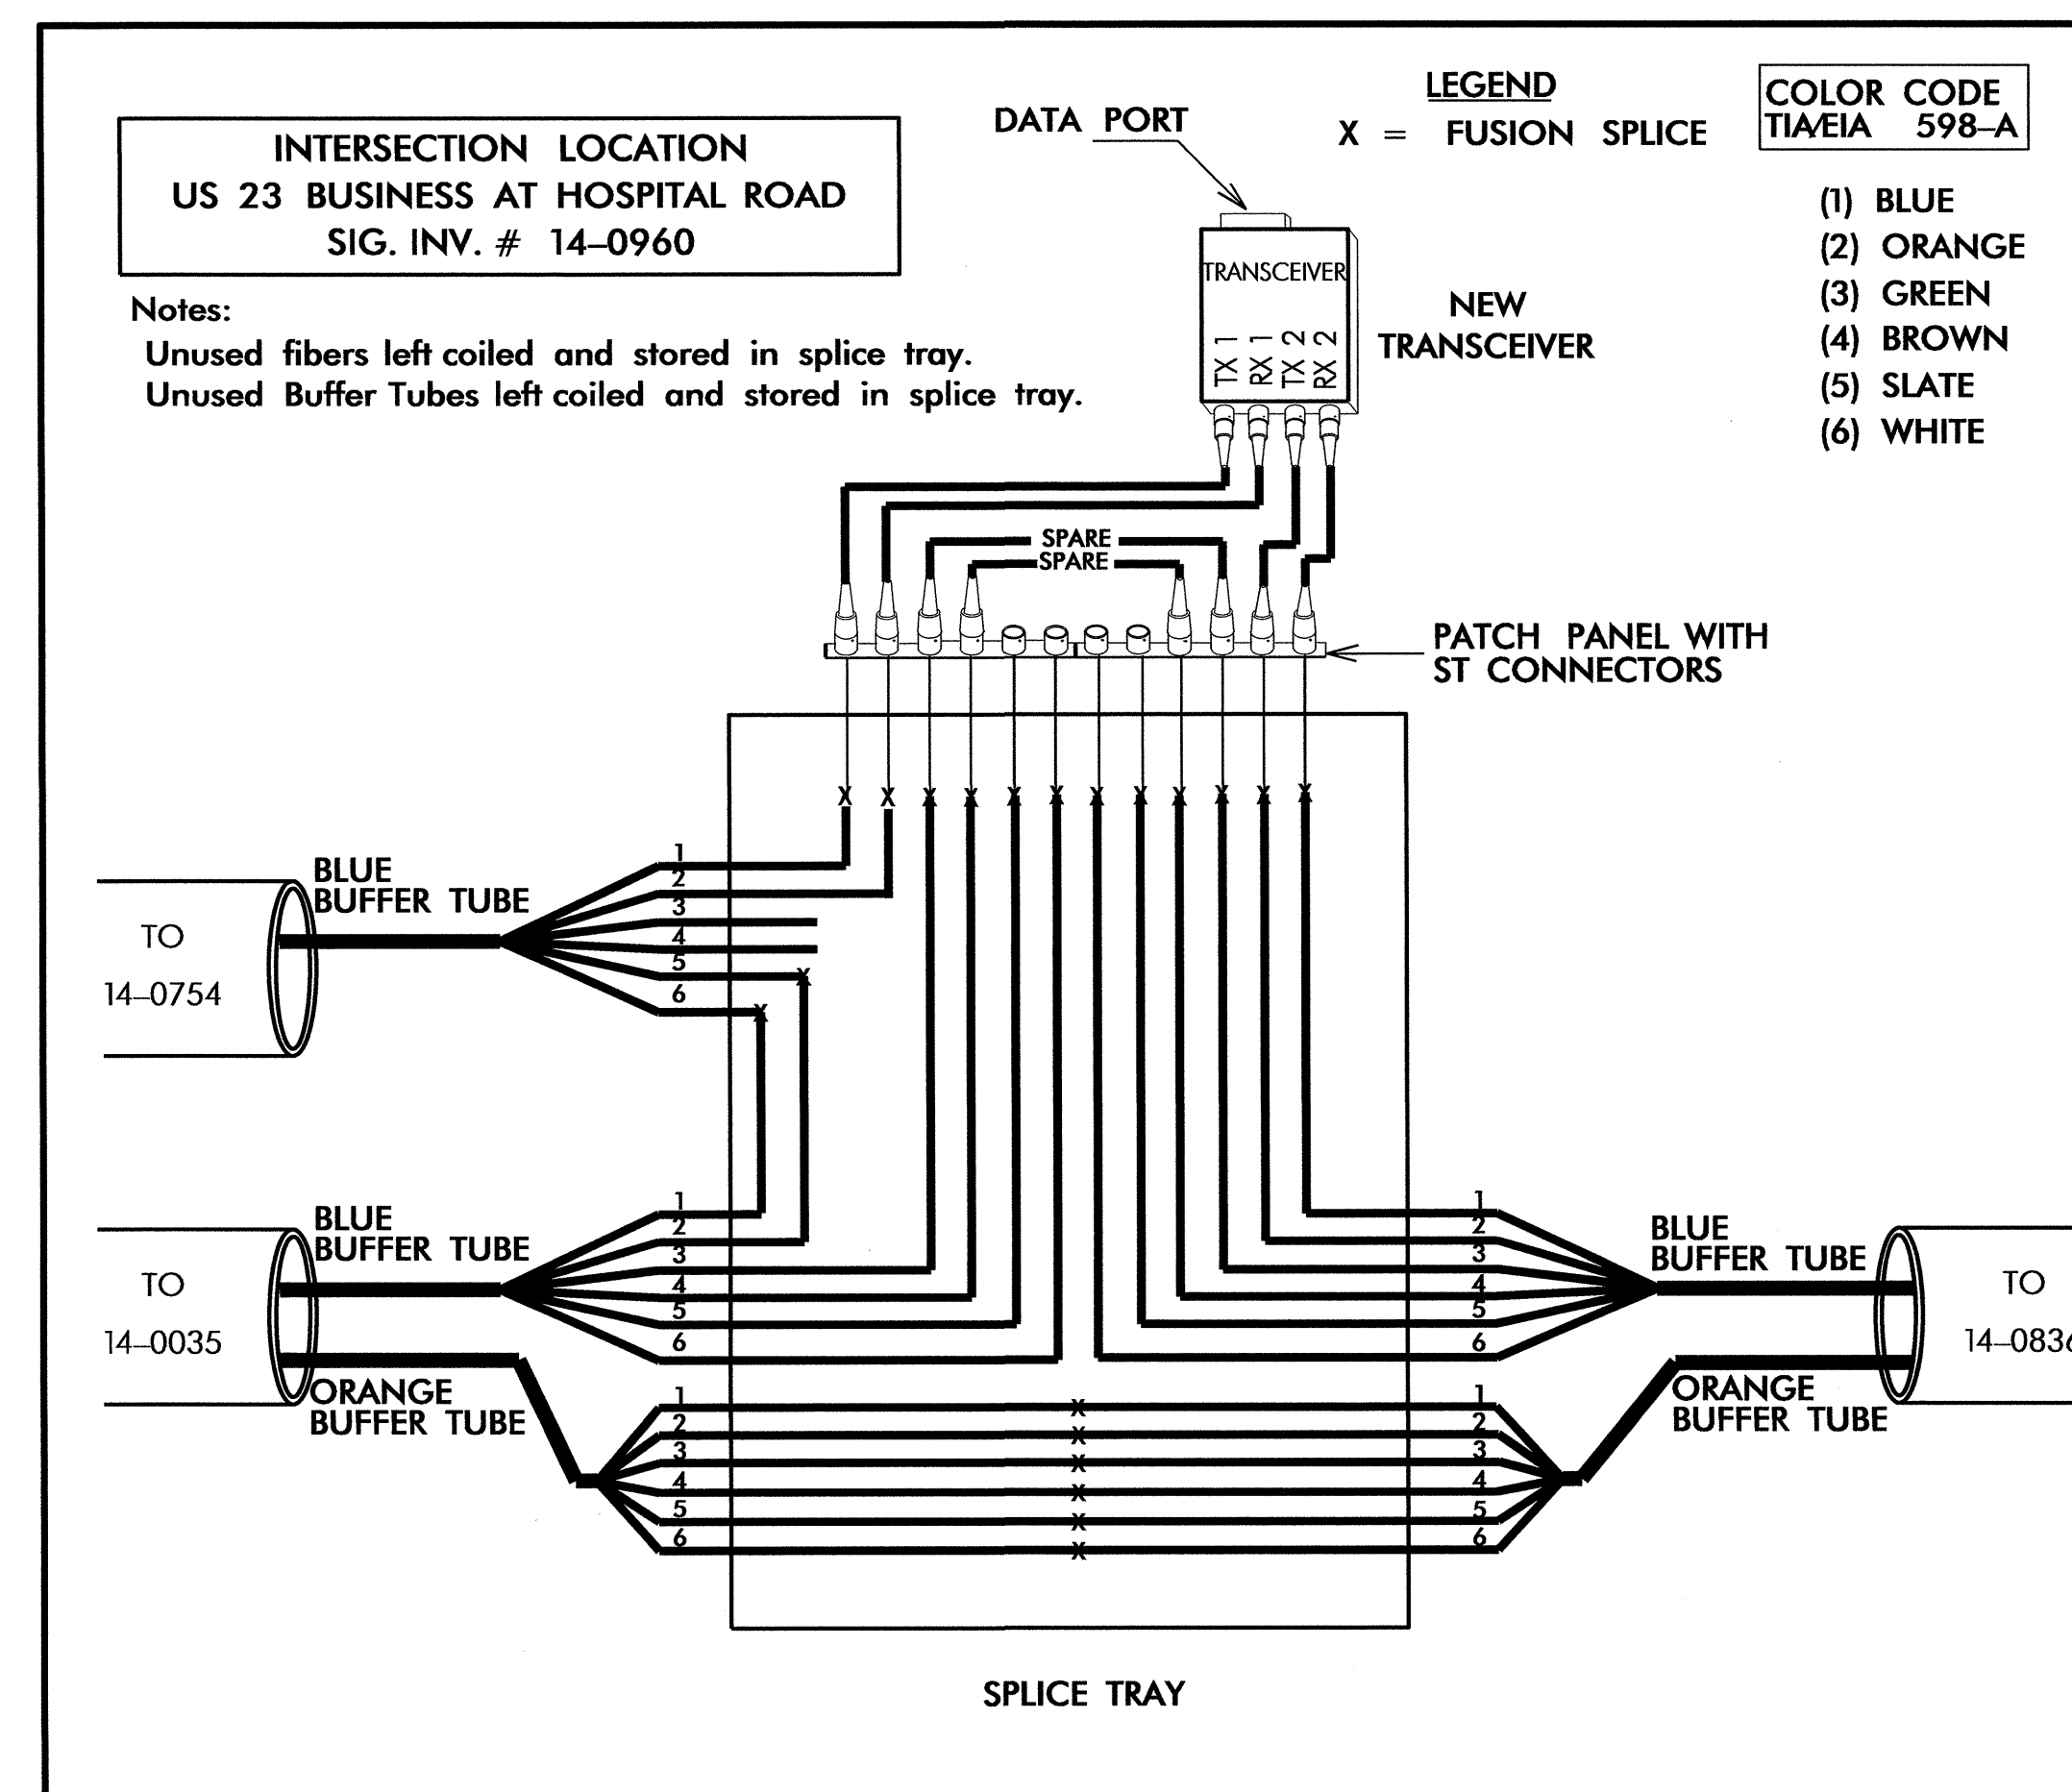 INTERSECTION LOCATION
US 23 BUSINESS AT HOSPITAL ROAD
SIG. INV. # 14–0960
Notes:
Unused fibers left coiled and stored in splice tray.
Unused Buffer Tubes left coiled and stored in splice tray.
DATA PORT
LEGEND
X = FUSION SPLICE
COLOR CODE
TIA/EIA 598–A
(1) BLUE
(2) ORANGE
(3) GREEN
(4) BROWN
(5) SLATE
(6) WHITE
TRANSCEIVER
TX 1
RX 1
TX 2
RX 2
NEW
TRANSCEIVER
SPARE
SPARE
PATCH PANEL WITH
ST CONNECTORS
X X X X X X X X X X X X
BLUE
BUFFER TUBE
TO
14–0754
1
2
3
4
5
X
6
X
BLUE
BUFFER TUBE
TO
14–0035
1
2
3
4
5
6
ORANGE
BUFFER TUBE
1
2
3
4
5
6
X
X
X
X
X
X
1
2
3
4
5
6
BLUE
BUFFER TUBE
TO
14–0836
1
2
3
4
5
6
ORANGE
BUFFER TUBE
SPLICE TRAY